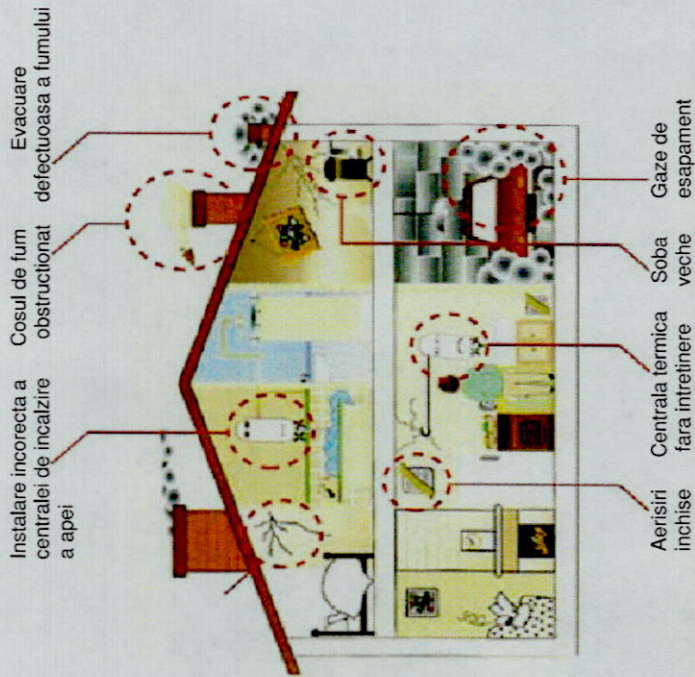 Instalare incorecta a
centralei de incalzire
a apei
Cosul de fum
obstructionat
Evacuare
defectuoasa a fumului
Aerisiri
inchise
Centrala termica
fara intretinere
Soba
veche
Gaze de
esapament